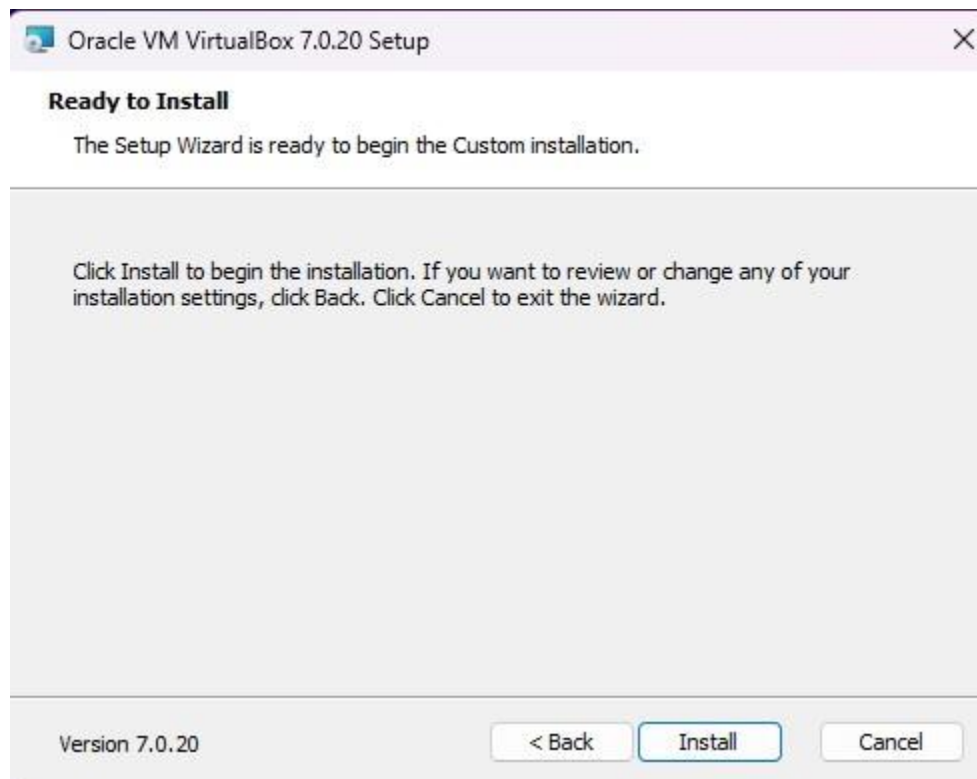 Oracle VM VirtualBox 7.0.20 Setup
Ready to Install
The Setup Wizard is ready to begin the Custom installation.
Click Install to begin the installation. If you want to review or change any of your
installation settings, click Back. Click Cancel to exit the wizard.
Version 7.0.20
< Back
Install
Cancel